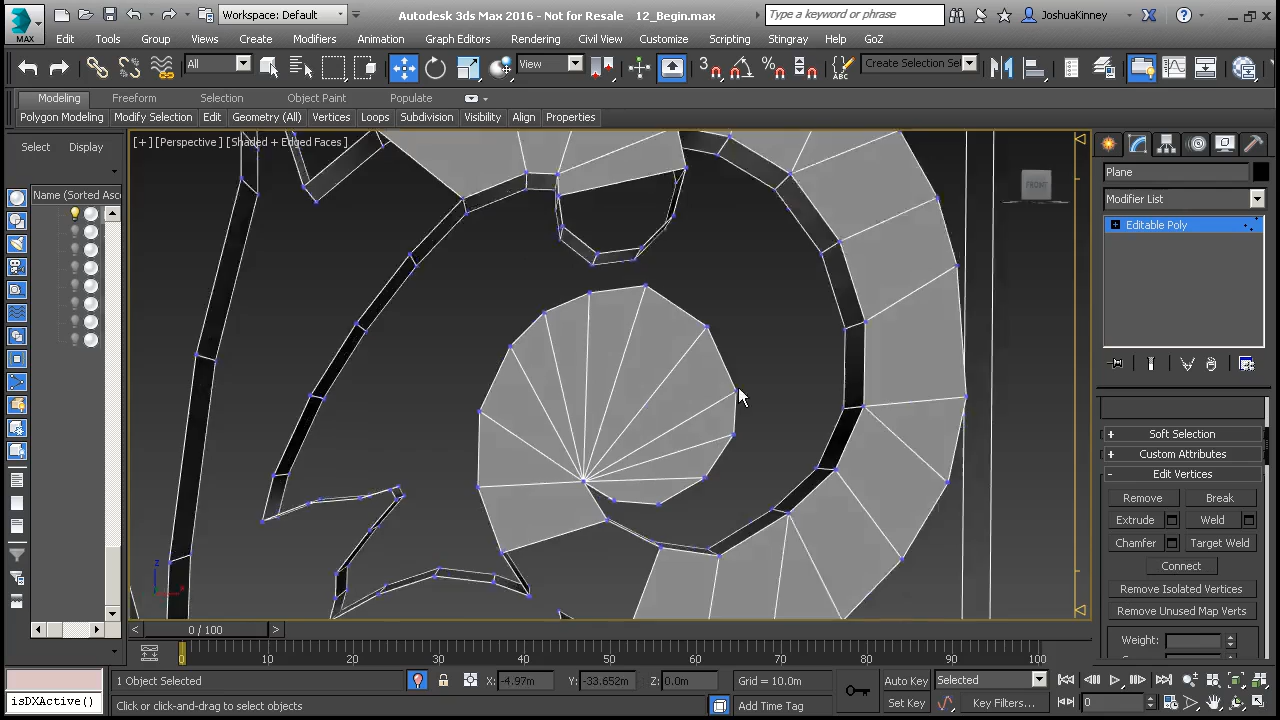 MAX
Workspace: Default
Autodesk 3ds Max 2016 - Not for Resale 12_Begin.max
Type a keyword or phrase
JoshuaKinney
Edit Tools Group Views Create Modifiers Animation Graph Editors Rendering Civil View Customize Scripting Stingray Help GoZ
All
View
3
Create Selection Se
Modeling Freeform Selection Object Paint Populate
Polygon Modeling Modify Selection Edit Geometry (All) Vertices Loops Subdivision Visibility Align Properties
Select Display
[+] [Perspective] [Shaded + Edged Faces]
FRONT
Name (Sorted Asc
Plane
Modifier List
Editable Poly
Soft Selection
Custom Attributes
Edit Vertices
Remove Break
Extrude Weld
Chamfer Target Weld
Connect
Remove Isolated Vertices
Remove Unused Map Verts
Weight:
z
x
0 / 100
0 10 20 30 40 50 60 70 80 90 100
1 Object Selected
X: -4.97m Y: -33.652m Z: 0.0m
Grid = 10.0m
Auto Key
Selected
isDXActive()
Click or click-and-drag to select objects
Add Time Tag
Set Key
Key Filters...
0